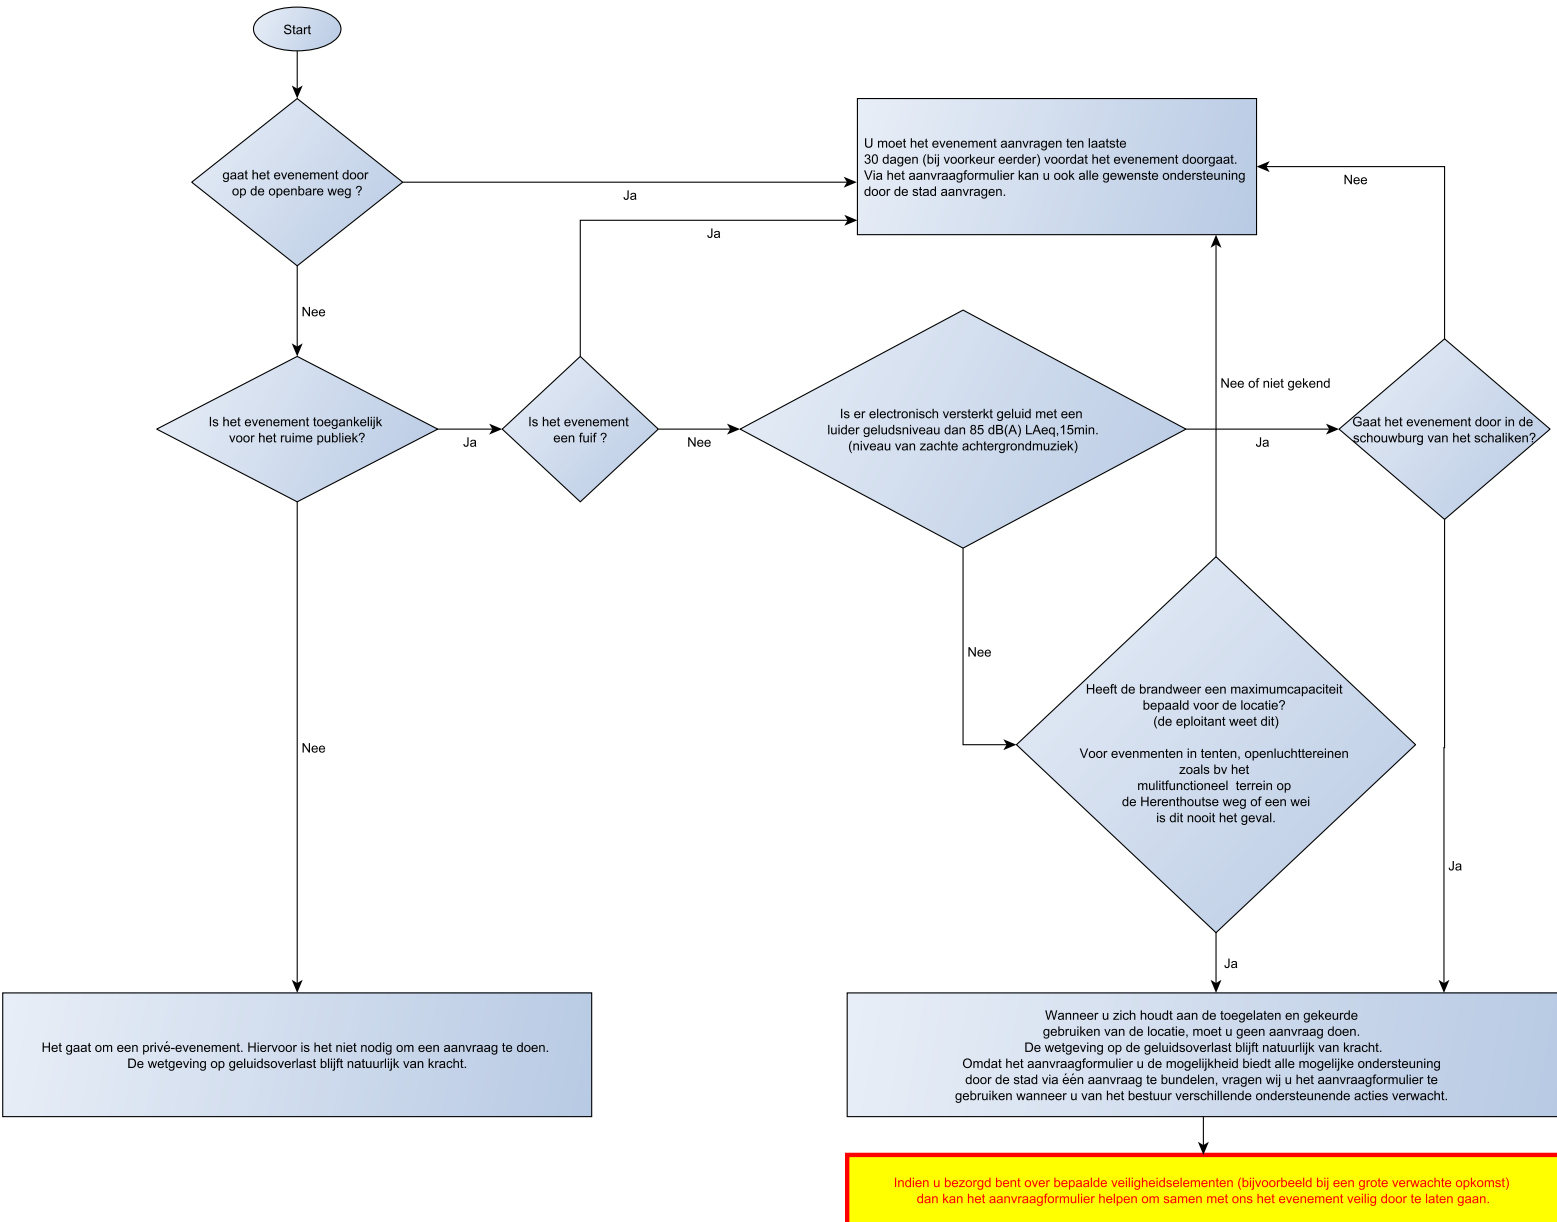 Start
gaat het evenement door
op de openbare weg ?
Ja
U moet het evenement aanvragen ten laatste
30 dagen (bij voorkeur eerder) voordat het evenement doorgaat.
Via het aanvraagformulier kan u ook alle gewenste ondersteuning
door de stad aanvragen.
Nee
Ja
Nee
Is het evenement toegankelijk
voor het ruime publiek?
Ja
Is het evenement
een fuif ?
Nee
Is er electronisch versterkt geluid met een
luider geludsniveau dan 85 dB(A) LAeq,15min.
(niveau van zachte achtergrondmuziek)
Nee of niet gekend
Ja
Gaat het evenement door in de
schouwburg van het schaliken?
Nee
Heeft de brandweer een maximumcapaciteit
bepaald voor de locatie?
(de eploitant weet dit)
Voor evenmenten in tenten, openluchttereinen
zoals bv het
mulitfunctioneel  terrein op
de Herenthoutse weg of een wei
is dit nooit het geval.
Nee
Ja
Ja
Het gaat om een privé-evenement. Hiervoor is het niet nodig om een aanvraag te doen.
De wetgeving op geluidsoverlast blijft natuurlijk van kracht.
Wanneer u zich houdt aan de toegelaten en gekeurde
gebruiken van de locatie, moet u geen aanvraag doen.
De wetgeving op de geluidsoverlast blijft natuurlijk van kracht.
Omdat het aanvraagformulier u de mogelijkheid biedt alle mogelijke ondersteuning
door de stad via één aanvraag te bundelen, vragen wij u het aanvraagformulier te
gebruiken wanneer u van het bestuur verschillende ondersteunende acties verwacht.
Indien u bezorgd bent over bepaalde veiligheidselementen (bijvoorbeeld bij een grote verwachte opkomst)
dan kan het aanvraagformulier helpen om samen met ons het evenement veilig door te laten gaan.